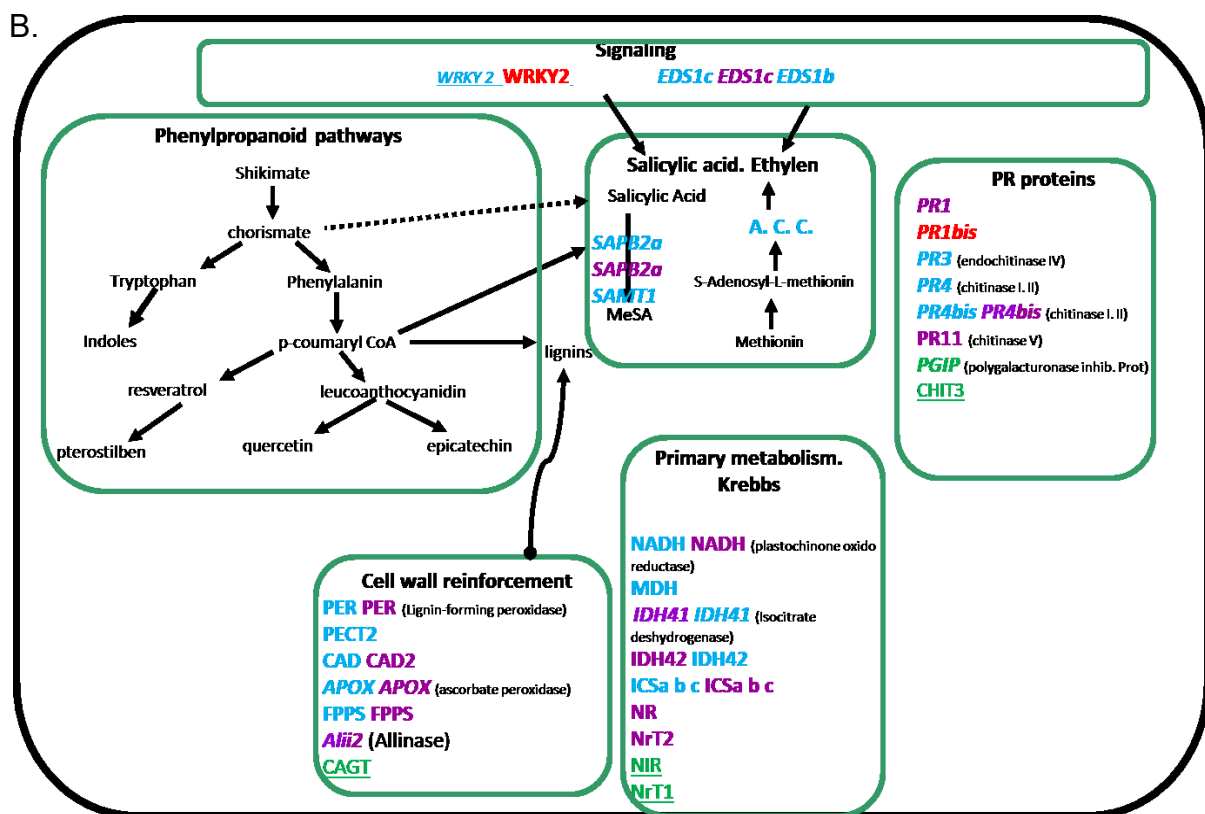 B.
Signaling
WRKY 2 WRKY2 EDS1c EDS1c EDS1b
Phenylpropanoid pathways
Shikimate
chorismate
Tryptophan
Phenylalanin
Indoles
p-coumaryl CoA
lignins
resveratrol
leucoanthocyanidin
pterostilben
quercetin
epicatechin
Salicylic acid. Ethylen
Salicylic Acid
SAPB2a
SAPB2a
SAMT1
MeSA
A. C. C.
S-Adenosyl-L-methionin
Methionin
PR proteins
PR1
PR1bis
PR3 (endochitinase IV)
PR4 (chitinase I. II)
PR4bis PR4bis (chitinase I. II)
PR11 (chitinase V)
PGIP (polygalacturonase inhib. Prot)
CHIT3
Cell wall reinforcement
PER PER (Lignin-forming peroxidase)
PECT2
CAD CAD2
APOX APOX (ascorbate peroxidase)
FPPS FPPS
Alii2 (Allinase)
CAGT
Primary metabolism.
Krebbs
NADH NADH (plastochinone oxido
reductase)
MDH
IDH41 IDH41 (Isocitrate
deshydrogenase)
IDH42 IDH42
ICSa b c ICSa b c
NR
NrT2
NIR
NrT1